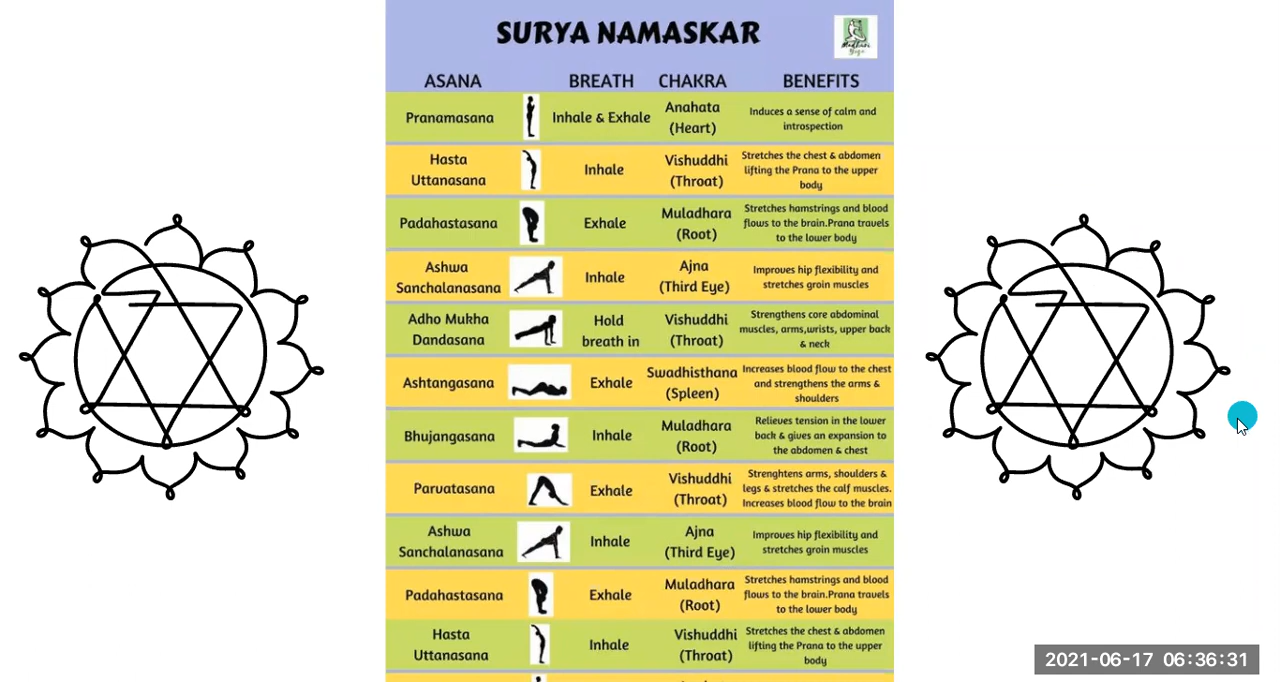 SURYA NAMASKAR
Madhavi
Yoga
ASANA BREATH CHAKRA BENEFITS
Pranamasana Inhale & Exhale Anahata (Heart) Induces a sense of calm and introspection
Hasta Uttanasana Inhale Vishuddhi (Throat) Stretches the chest & abdomen lifting the Prana to the upper body
Padahastasana Exhale Muladhara (Root) Stretches hamstrings and blood flows to the brain.Prana travels to the lower body
Ashwa Sanchalanasana Inhale Ajna (Third Eye) Improves hip flexibility and stretches groin muscles
Adho Mukha Dandasana Hold breath in Vishuddhi (Throat) Strengthens core abdominal muscles, arms,wrists, upper back & neck
Ashtangasana Exhale Swadhisthana (Spleen) Increases blood flow to the chest and strengthens the arms & shoulders
Bhujangasana Inhale Muladhara (Root) Relieves tension in the lower back & gives an expansion to the abdomen & chest
Parvatasana Exhale Vishuddhi (Throat) Strenghtens arms, shoulders & legs & stretches the calf muscles. Increases blood flow to the brain
Ashwa Sanchalanasana Inhale Ajna (Third Eye) Improves hip flexibility and stretches groin muscles
Padahastasana Exhale Muladhara (Root) Stretches hamstrings and blood flows to the brain.Prana travels to the lower body
Hasta Uttanasana Inhale Vishuddhi (Throat) Stretches the chest & abdomen lifting the Prana to the upper body
2021-06-17 06:36:31